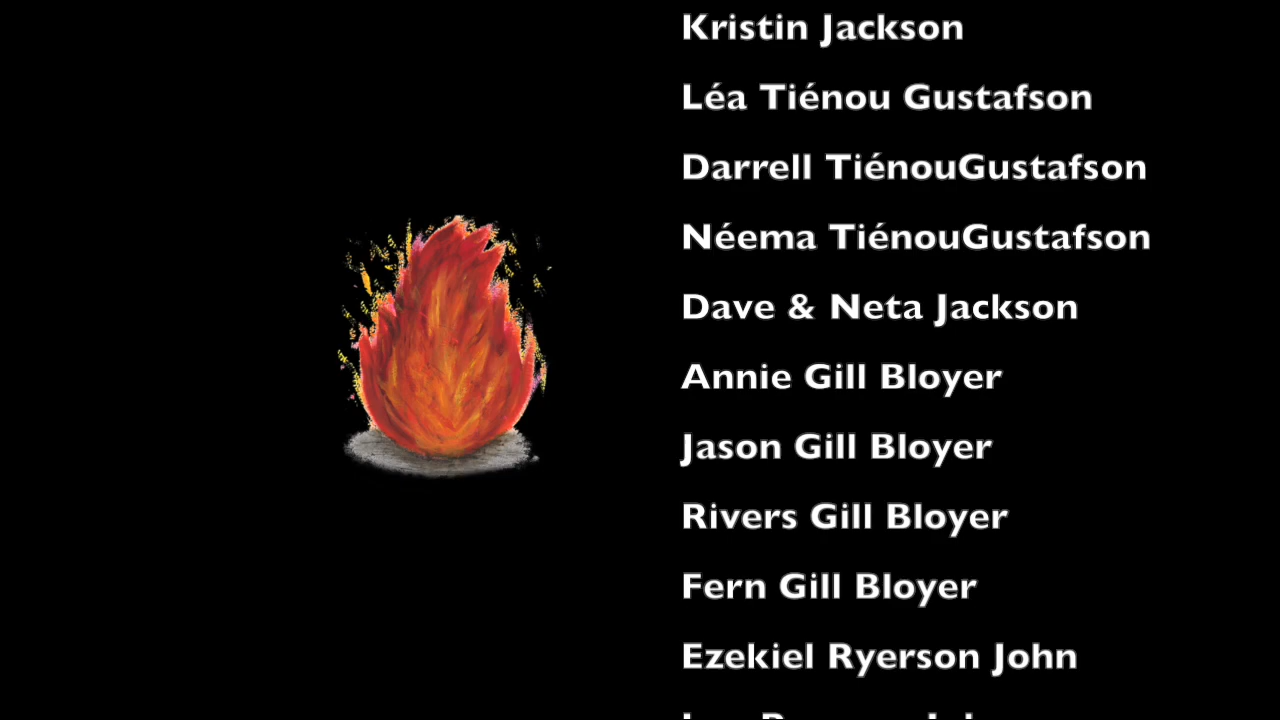 Kristin Jackson
Léa Tiénou Gustafson
Darrell TiénouGustafson
Néema TiénouGustafson
Dave & Neta Jackson
Annie Gill Bloyer
Jason Gill Bloyer
Rivers Gill Bloyer
Fern Gill Bloyer
Ezekiel Ryerson John